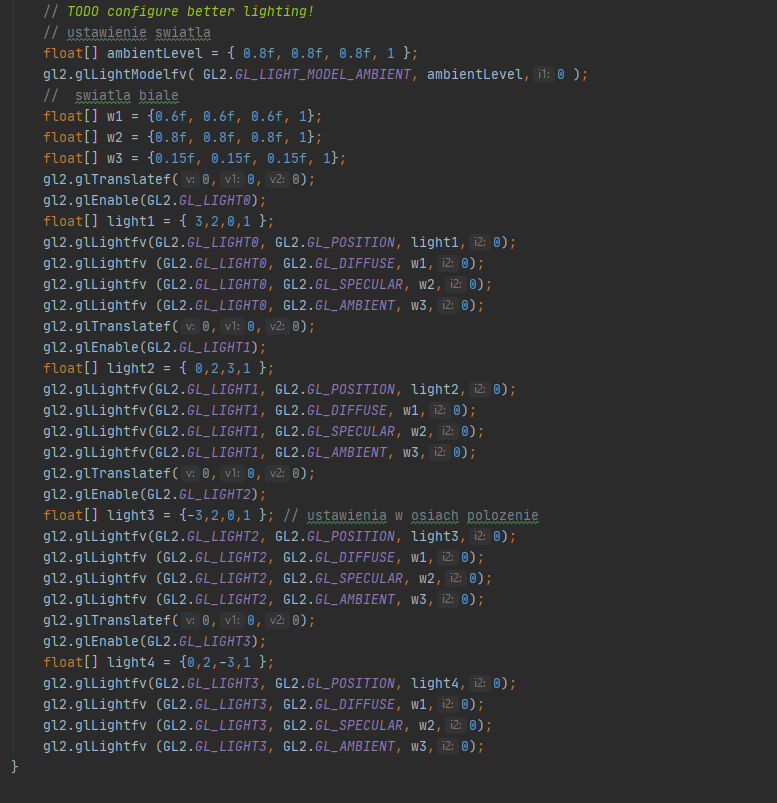 // TODO configure better lighting!
// ustawienie swiatla
float[] ambientLevel = { 0.8f, 0.8f, 0.8f, 1 };
gl2.glLightModelfv( GL2.GL_LIGHT_MODEL_AMBIENT, ambientLevel, i1: 0 );
//  swiatla biale
float[] w1 = {0.6f, 0.6f, 0.6f, 1};
float[] w2 = {0.8f, 0.8f, 0.8f, 1};
float[] w3 = {0.15f, 0.15f, 0.15f, 1};
gl2.glTranslatef( v: 0, v1: 0, v2: 0);
gl2.glEnable(GL2.GL_LIGHT0);
float[] light1 = { 3,2,0,1 };
gl2.glLightfv(GL2.GL_LIGHT0, GL2.GL_POSITION, light1, i2: 0);
gl2.glLightfv (GL2.GL_LIGHT0, GL2.GL_DIFFUSE, w1, i2: 0);
gl2.glLightfv (GL2.GL_LIGHT0, GL2.GL_SPECULAR, w2, i2: 0);
gl2.glLightfv (GL2.GL_LIGHT0, GL2.GL_AMBIENT, w3, i2: 0);
gl2.glTranslatef( v: 0, v1: 0, v2: 0);
gl2.glEnable(GL2.GL_LIGHT1);
float[] light2 = { 0,2,3,1 };
gl2.glLightfv(GL2.GL_LIGHT1, GL2.GL_POSITION, light2, i2: 0);
gl2.glLightfv(GL2.GL_LIGHT1, GL2.GL_DIFFUSE, w1, i2: 0);
gl2.glLightfv(GL2.GL_LIGHT1, GL2.GL_SPECULAR, w2, i2: 0);
gl2.glLightfv(GL2.GL_LIGHT1, GL2.GL_AMBIENT, w3, i2: 0);
gl2.glTranslatef( v: 0, v1: 0, v2: 0);
gl2.glEnable(GL2.GL_LIGHT2);
float[] light3 = {-3,2,0,1 }; // ustawienia w osiach polozenie
gl2.glLightfv(GL2.GL_LIGHT2, GL2.GL_POSITION, light3, i2: 0);
gl2.glLightfv (GL2.GL_LIGHT2, GL2.GL_DIFFUSE, w1, i2: 0);
gl2.glLightfv (GL2.GL_LIGHT2, GL2.GL_SPECULAR, w2, i2: 0);
gl2.glLightfv (GL2.GL_LIGHT2, GL2.GL_AMBIENT, w3, i2: 0);
gl2.glTranslatef( v: 0, v1: 0, v2: 0);
gl2.glEnable(GL2.GL_LIGHT3);
float[] light4 = {0,2,-3,1 };
gl2.glLightfv(GL2.GL_LIGHT3, GL2.GL_POSITION, light4, i2: 0);
gl2.glLightfv (GL2.GL_LIGHT3, GL2.GL_DIFFUSE, w1, i2: 0);
gl2.glLightfv (GL2.GL_LIGHT3, GL2.GL_SPECULAR, w2, i2: 0);
gl2.glLightfv (GL2.GL_LIGHT3, GL2.GL_AMBIENT, w3, i2: 0);
}